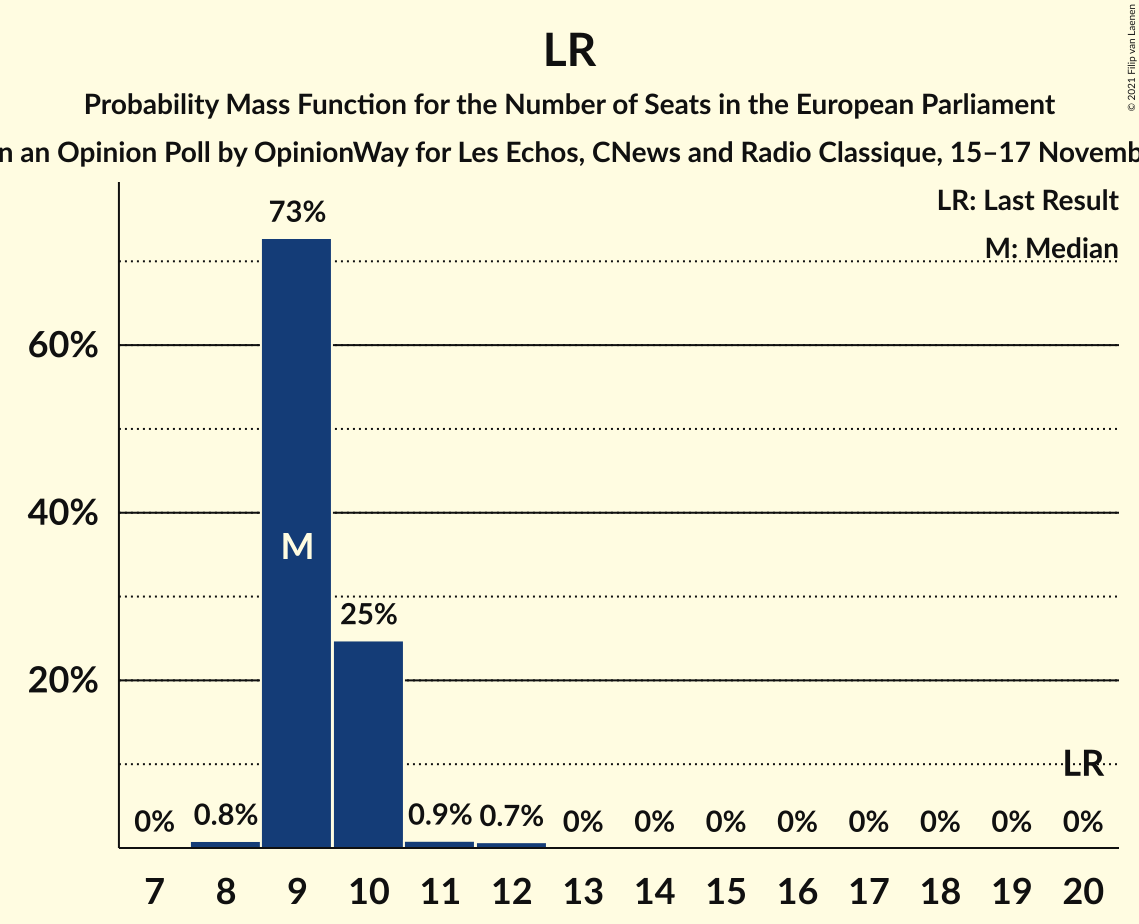 LR
Probability Mass Function for the Number of Seats in the European Parliament
n an Opinion Poll by OpinionWay for Les Echos, CNews and Radio Classique, 15–17 Novemb
© 2021 Filip van Laenen
LR: Last Result
M: Median
73%
60%
40%
M
25%
20%
LR
0% 0.8% 0.9% 0.7% 0% 0% 0% 0% 0% 0% 0% 0%
7 8 9 10 11 12 13 14 15 16 17 18 19 20